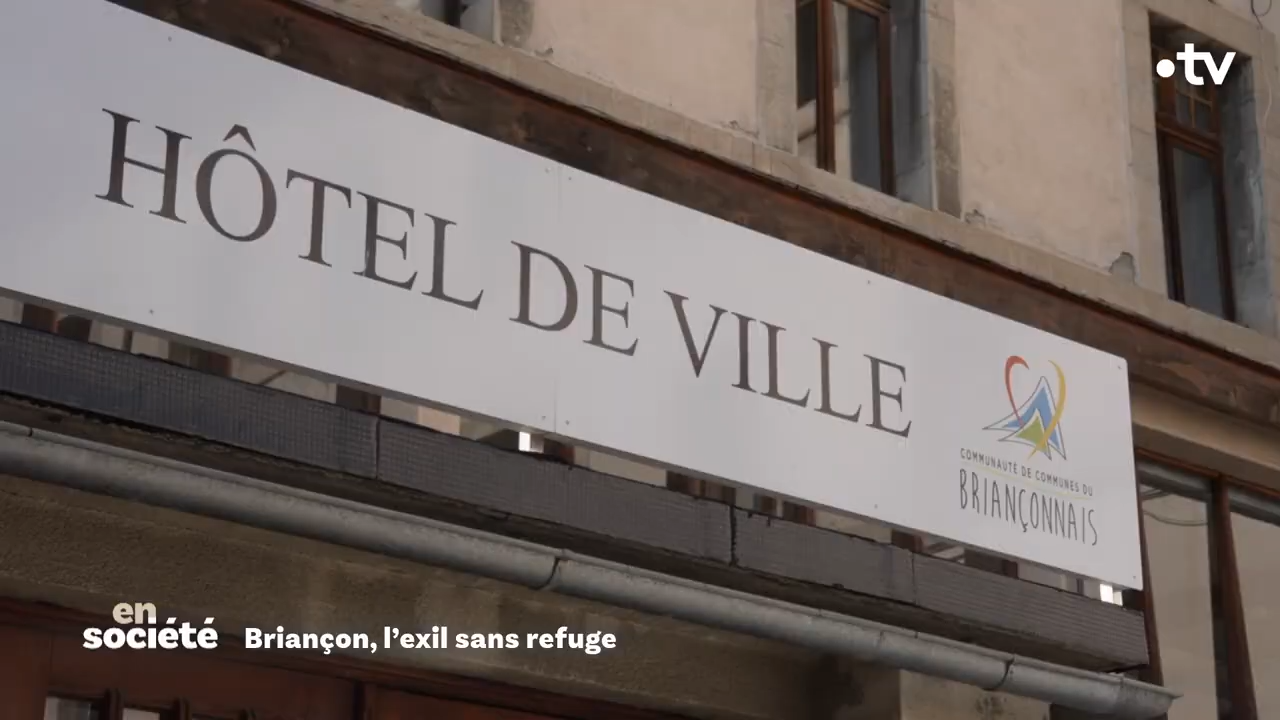 •tv
HÔTEL DE VILLE
COMMUNAUTÉ DE COMMUNES DU
BRIANÇONNAIS
en
société
Briançon, l'exil sans refuge